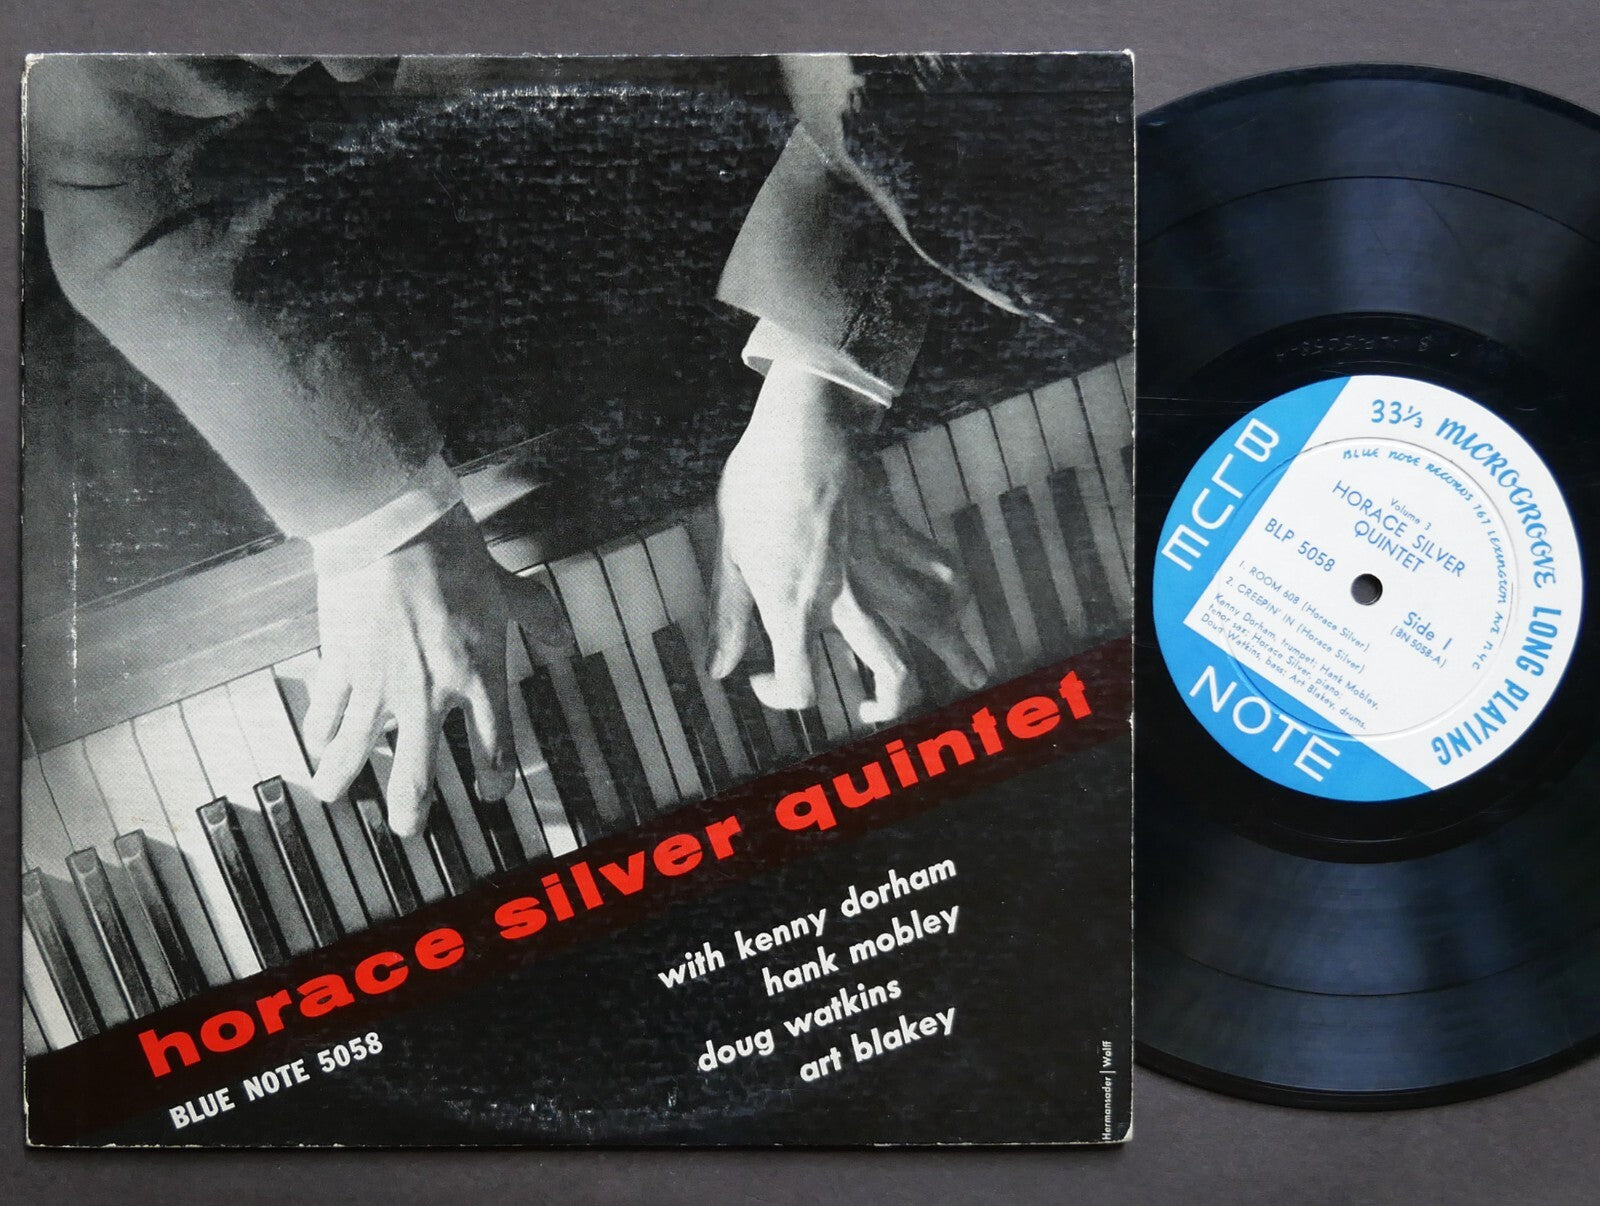 horace silver quintet
with kenny dorham
hank mobley
doug watkins
art blakey
BLUE NOTE 5058
Hermansader | Wolff
33 1/3 MICROGROOVE LONG PLAYING
BLUE NOTE RECORDS 767 LEXINGTON AVE N.Y.C
BLUE
NOTE
Volume 3
HORACE SILVER
QUINTET
BLP 5058
Side 1
(BN 5058-A)
1. ROOM 608 (Horace Silver)
2. CREEPIN' IN (Horace Silver)
Kenny Dorham, trumpet; Hank Mobley,
tenor sax; Horace Silver, piano;
Doug Watkins, bass; Art Blakey, drums.